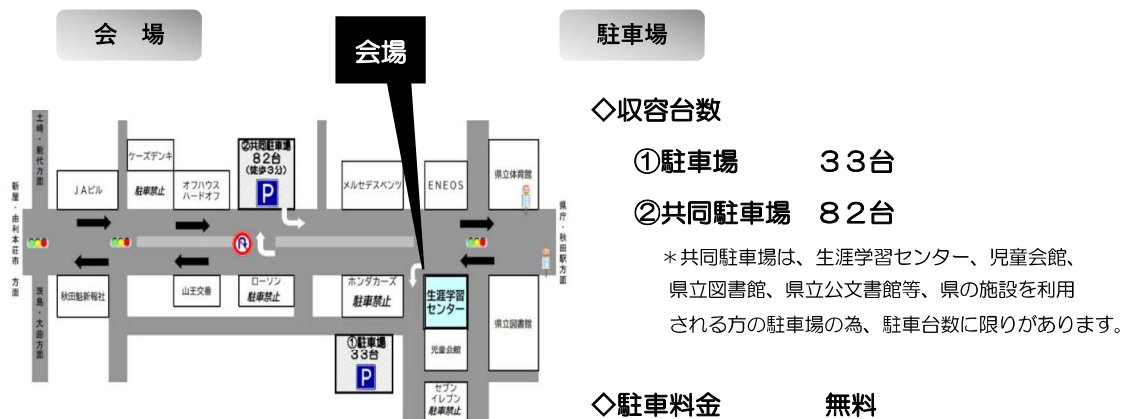 会　場
会場
駐車場
土崎・能代方面
新屋・由利本荘市 方面
茨島・大曲方面
県庁・秋田駅方面
ケーズデンキ
駐車禁止
JAビル
オフハウス
ハードオフ
②共同駐車場
82台
(徒歩3分)
P
メルセデスベンツ
ENEOS
県立体育館
秋田魁新報社
山王交番
ローソン
駐車禁止
ホンダカーズ
駐車禁止
生涯学習
センター
県立図書館
①駐車場
33台
P
児童会館
セブン
イレブン
駐車禁止
◇収容台数
①駐車場　　　33台
②共同駐車場　82台
＊共同駐車場は、生涯学習センター、児童会館、
県立図書館、県立公文書館等、県の施設を利用
される方の駐車場の為、駐車台数に限りがあります。
◇駐車料金　　　無料